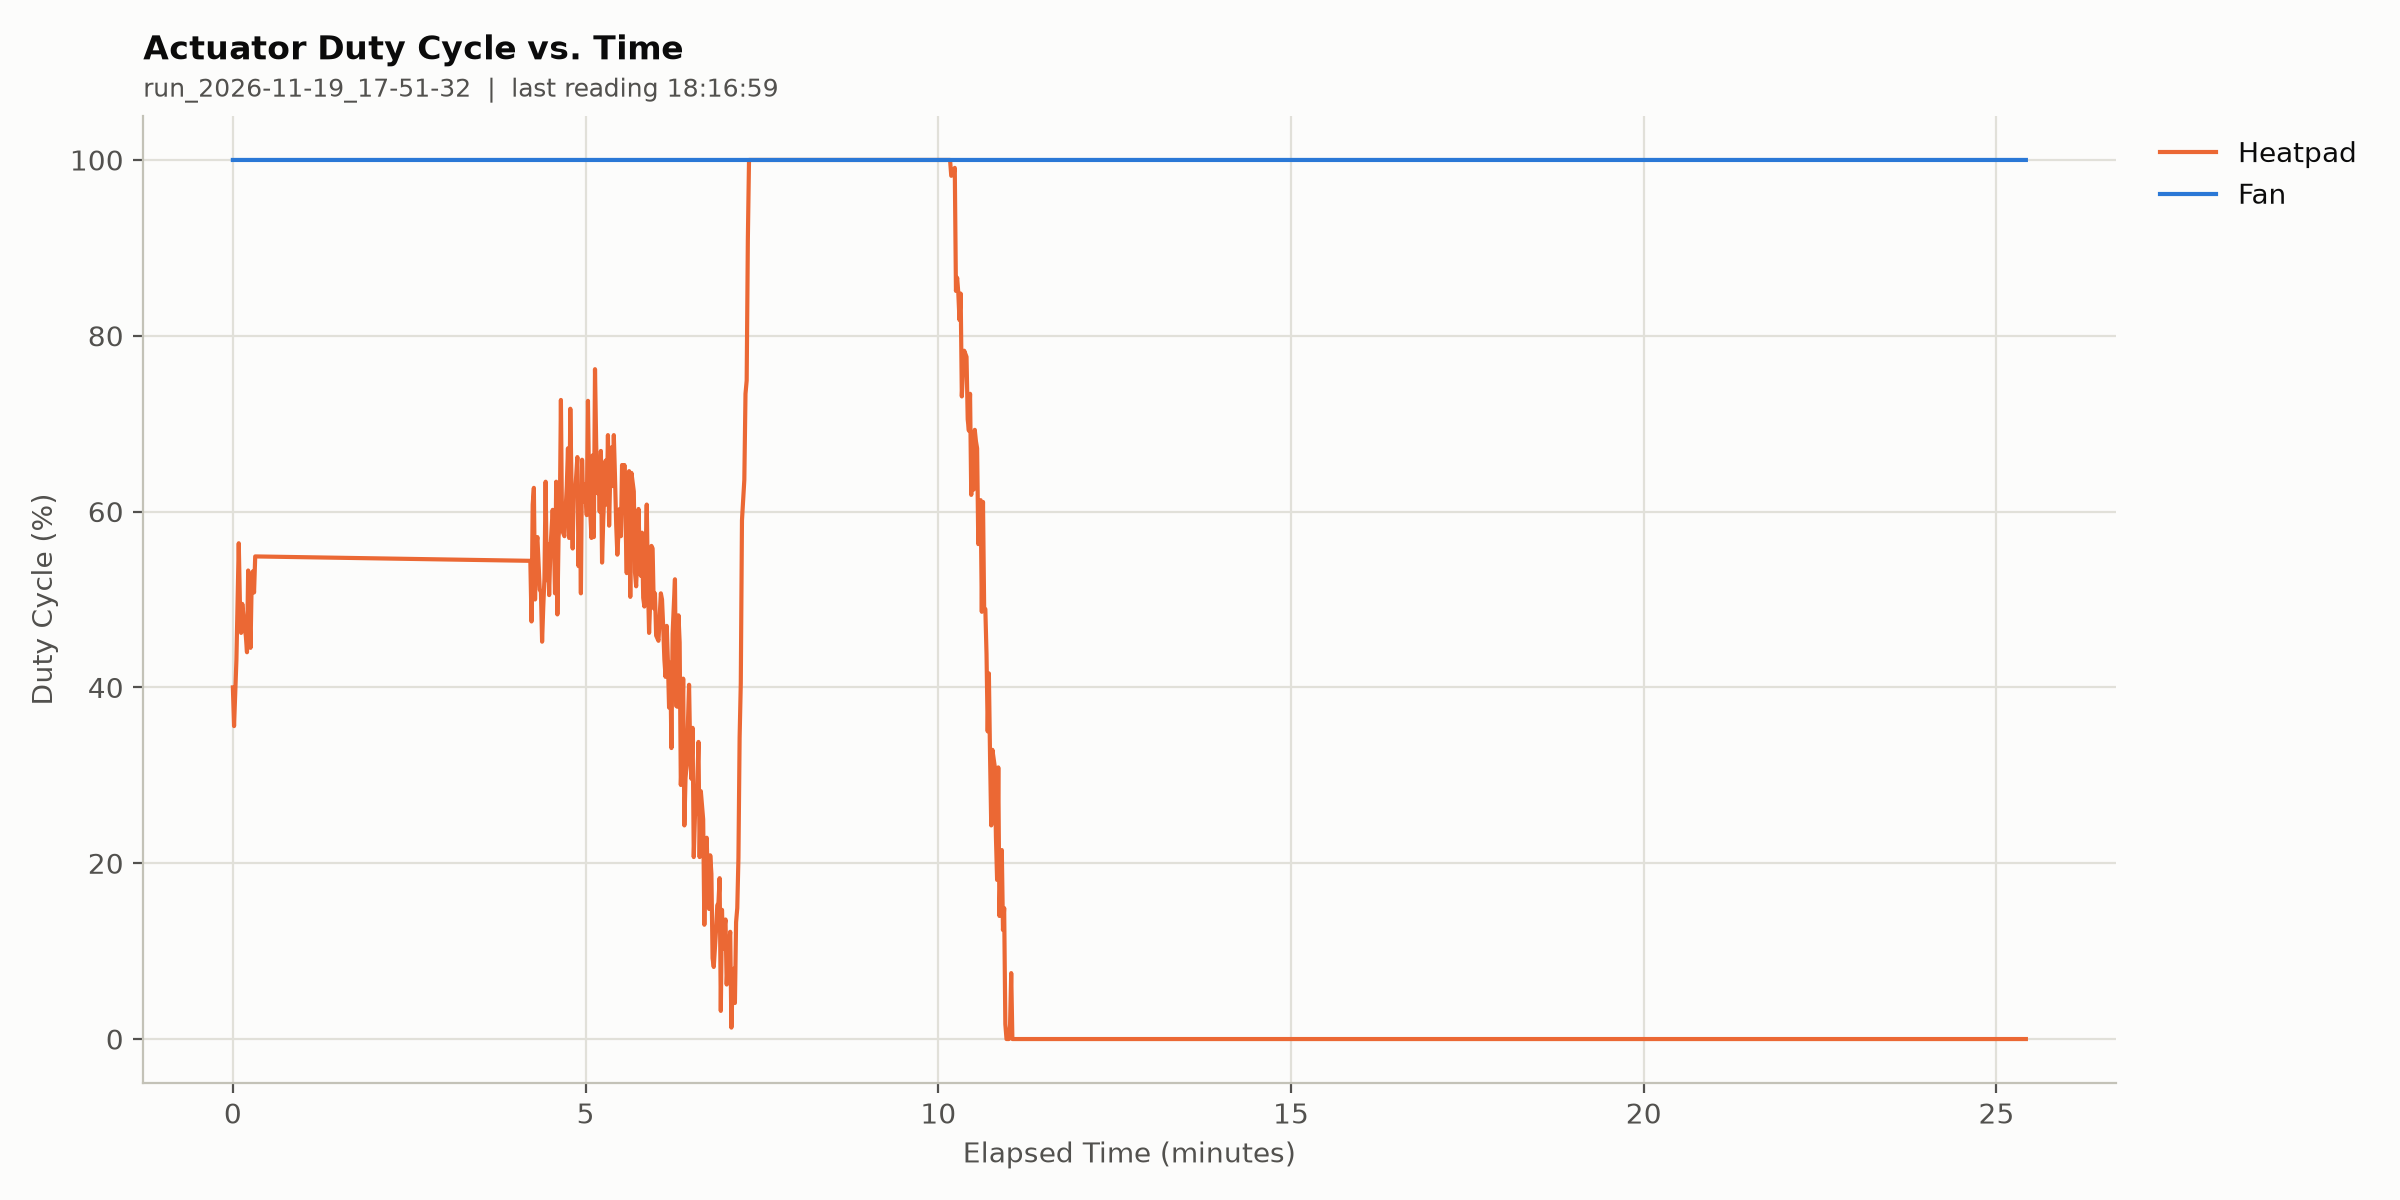 Actuator Duty Cycle vs. Time
run_2026-11-19_17-51-32  |  last reading 18:16:59
Heatpad
Fan
100
80
60
40
20
0
Duty Cycle (%)
0 5 10 15 20 25
Elapsed Time (minutes)